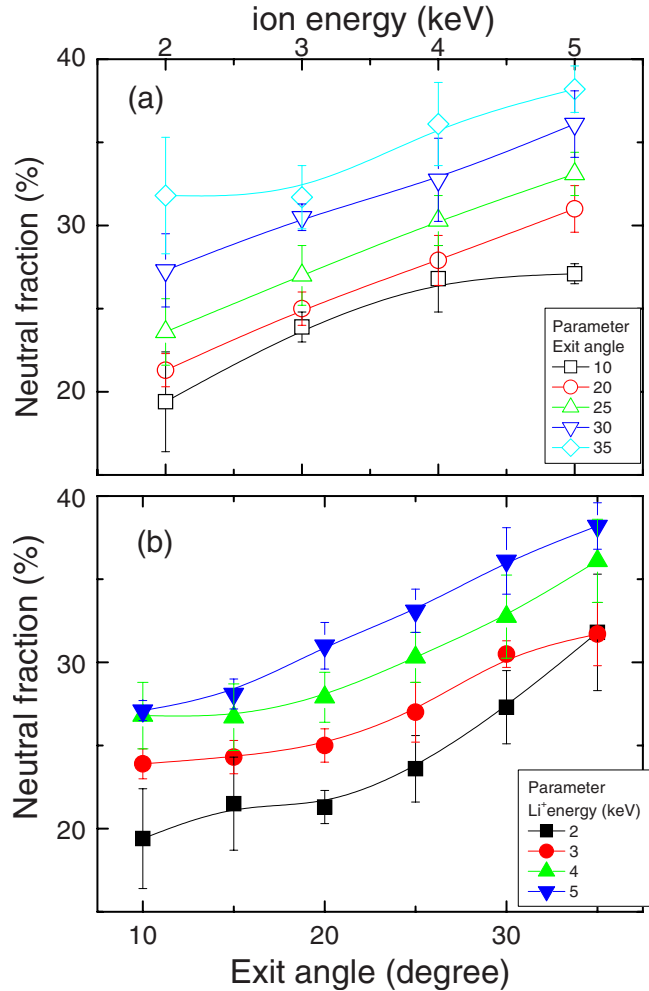 ion energy (keV)
2 3 4 5
(a)
40
30
20
Neutral fraction (%)
Parameter
Exit angle
10
20
25
30
35
(b)
40
30
20
Neutral fraction (%)
Parameter
Li⁺energy (keV)
2
3
4
5
10 20 30
Exit angle (degree)